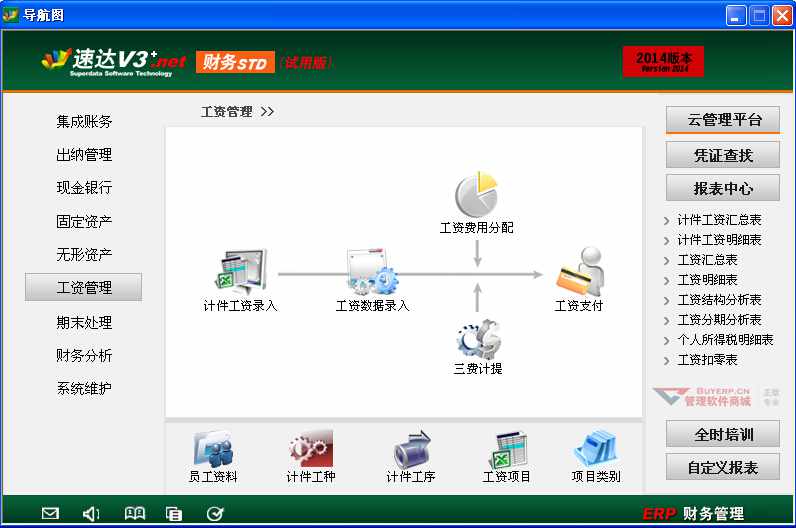 导航图
速达V3+.net
Superdata Software Technology
财务STD
(试用版)
2014版本
Version 2014
集成账务
出纳管理
现金银行
固定资产
无形资产
工资管理
期末处理
财务分析
系统维护
工资管理 >>
工资费用分配
计件工资录入
工资数据录入
工资支付
三费计提
员工资料
计件工种
计件工序
工资项目
项目类别
云管理平台
凭证查找
报表中心
计件工资汇总表
计件工资明细表
工资汇总表
工资明细表
工资结构分析表
工资分期分析表
个人所得税明细表
工资扣零表
BUYERP.CN
管理软件商城
正版
专业
全时培训
自定义报表
ERP 财务管理